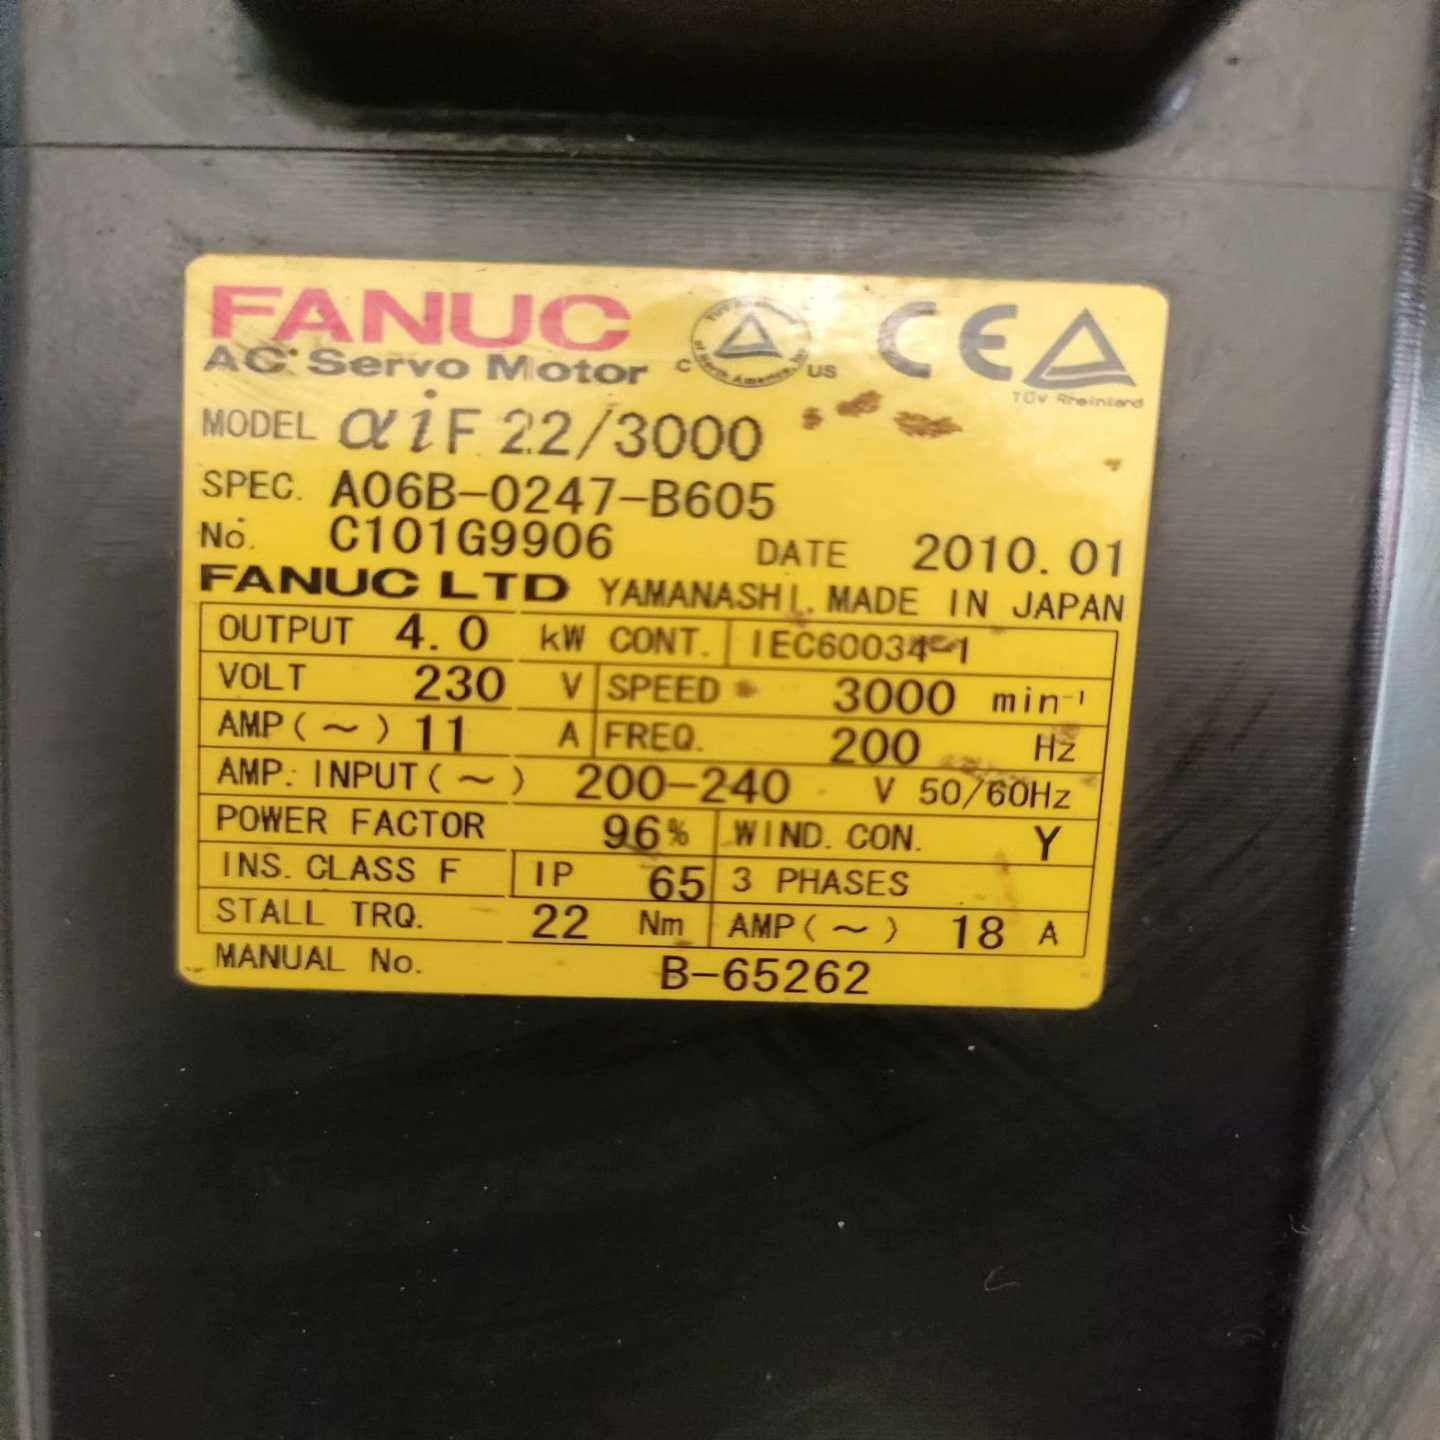 FANUC
AC Servo Motor
C US
TÜV Rheinland
MODEL αiF 22/3000
SPEC. A06B-0247-B605
No. C101G9906 DATE 2010.01
FANUC LTD YAMANASHI, MADE IN JAPAN
OUTPUT 4.0 kW CONT. IEC60034-1
VOLT 230 V SPEED 3000 min⁻¹
AMP(~) 11 A FREQ. 200 Hz
AMP. INPUT(~) 200-240 V 50/60Hz
POWER FACTOR 96% WIND. CON. Y
INS. CLASS F IP 65 3 PHASES
STALL TRQ. 22 Nm AMP(~) 18 A
MANUAL No. B-65262